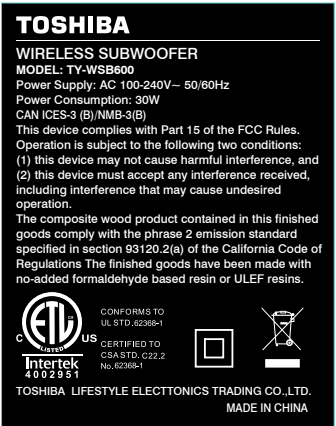 TOSHIBA
WIRELESS SUBWOOFER
MODEL: TY-WSB600
Power Supply: AC 100-240V~ 50/60Hz
Power Consumption: 30W
CAN ICES-3 (B)/NMB-3(B)
This device complies with Part 15 of the FCC Rules.
Operation is subject to the following two conditions:
(1) this device may not cause harmful interference, and
(2) this device must accept any interference received,
including interference that may cause undesired
operation.
The composite wood product contained in this finished
goods comply with the phrase 2 emission standard
specified in section 93120.2(a) of the California Code of
Regulations The finished goods have been made with
no-added formaldehyde based resin or ULEF resins.
ETL
LISTED
C US
Intertek
4002951
CONFORMS TO
UL STD. 62368-1
CERTIFIED TO
CSA STD. C22.2
No. 62368-1
TOSHIBA LIFESTYLE ELECTTONICS TRADING CO.,LTD.
MADE IN CHINA